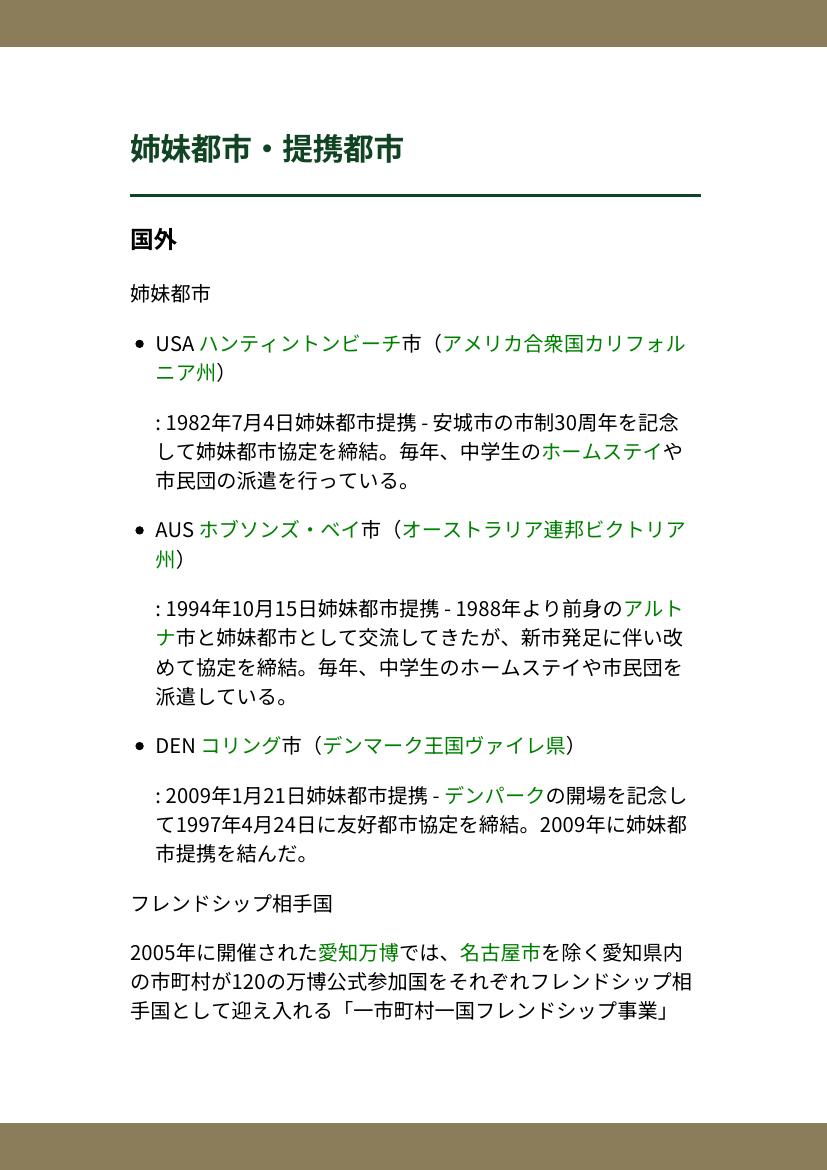 姉妹都市・提携都市
国外
姉妹都市
• USA ハンティントンビーチ市（アメリカ合衆国カリフォル
ニア州）
: 1982年7月4日姉妹都市提携 - 安城市の市制30周年を記念
して姉妹都市協定を締結。毎年、中学生のホームステイや
市民団の派遣を行っている。
• AUS ホブソンズ・ベイ市（オーストラリア連邦ビクトリア
州）
: 1994年10月15日姉妹都市提携 - 1988年より前身のアルト
ナ市と姉妹都市として交流してきたが、新市発足に伴い改
めて協定を締結。毎年、中学生のホームステイや市民団を
派遣している。
• DEN コリング市（デンマーク王国ヴァイレ県）
: 2009年1月21日姉妹都市提携 - デンパークの開場を記念し
て1997年4月24日に友好都市協定を締結。2009年に姉妹都
市提携を結んだ。
フレンドシップ相手国
2005年に開催された愛知万博では、名古屋市を除く愛知県内
の市町村が120の万博公式参加国をそれぞれフレンドシップ相
手国として迎え入れる「一市町村一国フレンドシップ事業」